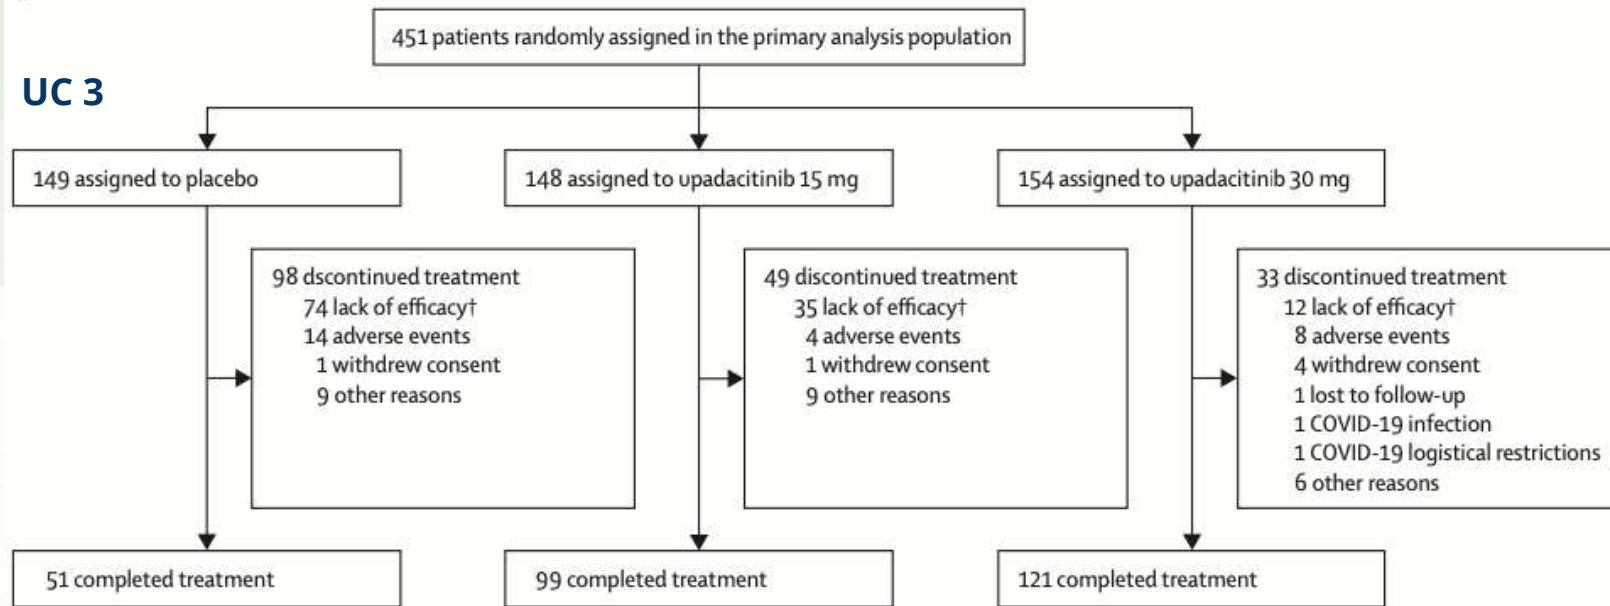 451 patients randomly assigned in the primary analysis population
UC 3
149 assigned to placebo
148 assigned to upadacitinib 15 mg
154 assigned to upadacitinib 30 mg
98 dscontinued treatment
74 lack of efficacy†
14 adverse events
1 withdrew consent
9 other reasons
49 discontinued treatment
35 lack of efficacy†
4 adverse events
1 withdrew consent
9 other reasons
33 discontinued treatment
12 lack of efficacy†
8 adverse events
4 withdrew consent
1 lost to follow-up
1 COVID-19 infection
1 COVID-19 logistical restrictions
6 other reasons
51 completed treatment
99 completed treatment
121 completed treatment